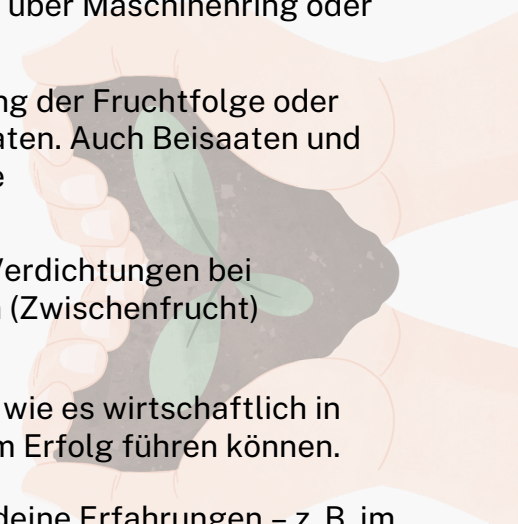 über Maschinenring oder
ng der Fruchtfolge oder
aten. Auch Beisaaten und
e
Verdichtungen bei
n (Zwischenfrucht)
wie es wirtschaftlich in
m Erfolg führen können.
deine Erfahrungen – z. B. im